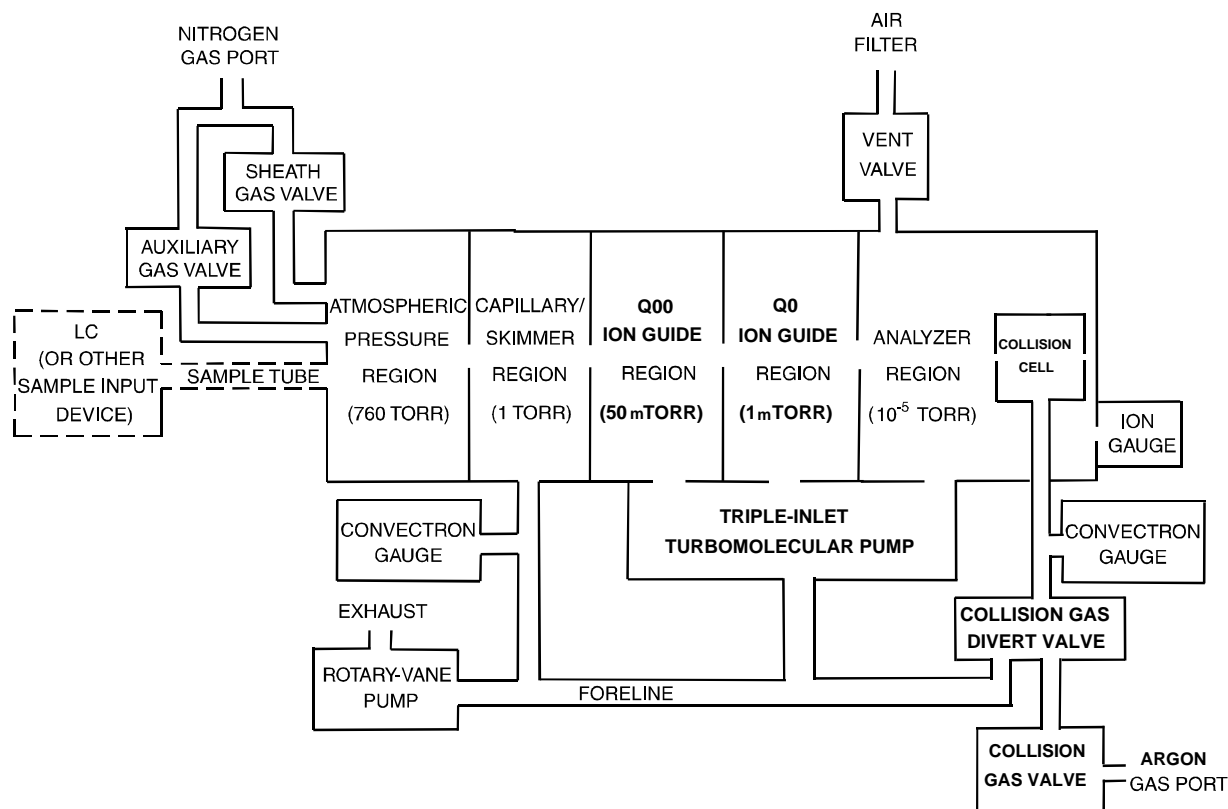 NITROGEN
GAS PORT
AIR
FILTER
VENT
VALVE
SHEATH
GAS VALVE
AUXILIARY
GAS VALVE
LC
(OR OTHER
SAMPLE INPUT
DEVICE)
SAMPLE TUBE
ATMOSPHERIC
PRESSURE
REGION
(760 TORR)
CAPILLARY/
SKIMMER
REGION
(1 TORR)
Q00
ION GUIDE
REGION
(50 mTORR)
Q0
ION GUIDE
REGION
(1 mTORR)
ANALYZER
REGION
(10⁻⁵ TORR)
COLLISION
CELL
ION
GAUGE
CONVECTRON
GAUGE
TRIPLE-INLET
TURBOMOLECULAR PUMP
CONVECTRON
GAUGE
EXHAUST
ROTARY-VANE
PUMP
FORELINE
COLLISION GAS
DIVERT VALVE
COLLISION
GAS VALVE
ARGON
GAS PORT